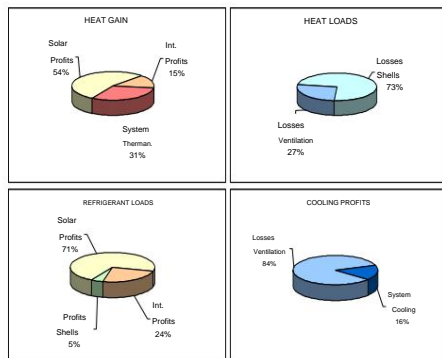 HEAT GAIN
Solar
Profits
54%
Int.
Profits
15%
System
Therman.
31%
HEAT LOADS
Losses
Shells
73%
Losses
Ventilation
27%
REFRIGERANT LOADS
Solar
Profits
71%
Profits
Shells
5%
Int.
Profits
24%
COOLING PROFITS
Losses
Ventilation
84%
System
Cooling
16%